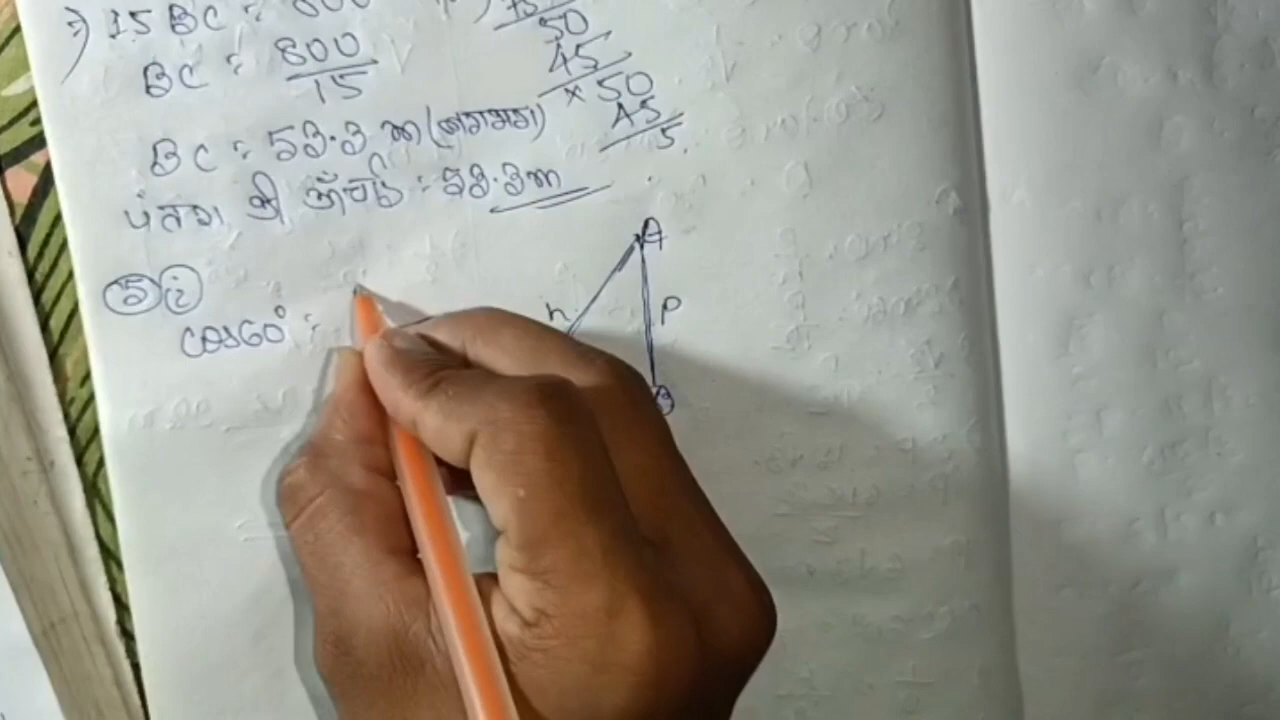 ⇒) 15 BC = 800
BC = 800/15
BC = 53.3 m (लगभग)
पतंग की ऊँचाई = 53.3m
50
45
× 50
45
5
⑤ (i)
cos60° =
A
h
P
B